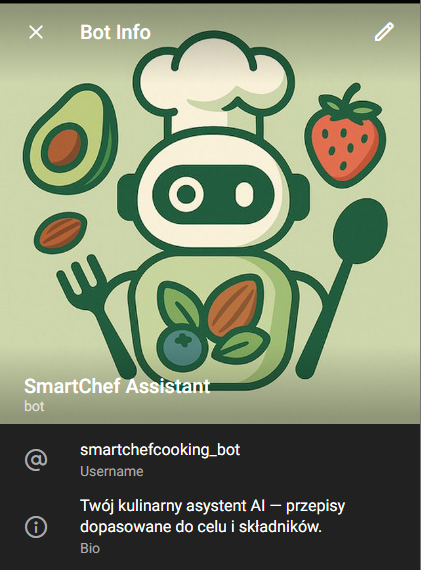 Bot Info
SmartChef Assistant
bot
@
smartchefcooking_bot
Username
Twój kulinarny asystent AI — przepisy
dopasowane do celu i składników.
Bio